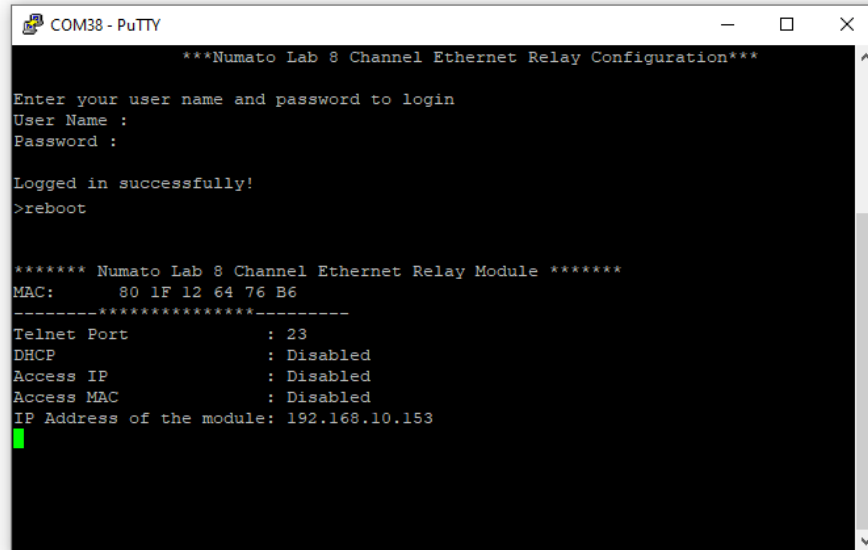 COM38 - PuTTY
***Numato Lab 8 Channel Ethernet Relay Configuration***
Enter your user name and password to login
User Name :
Password :
Logged in successfully!
>reboot
******* Numato Lab 8 Channel Ethernet Relay Module *******
MAC: 80 1F 12 64 76 B6
--------***************---------
Telnet Port : 23
DHCP : Disabled
Access IP : Disabled
Access MAC : Disabled
IP Address of the module: 192.168.10.153